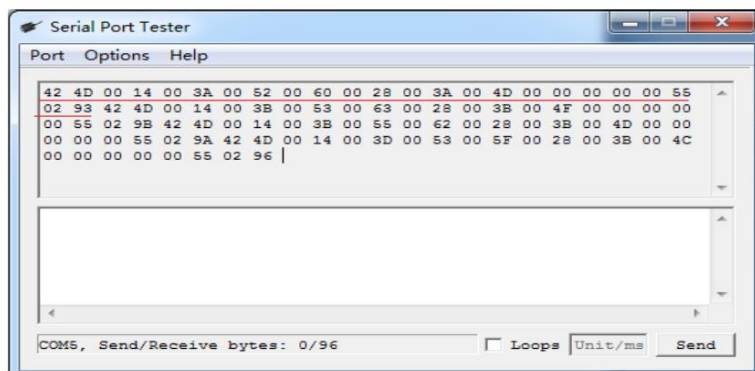 Serial Port Tester
Port Options Help
42 4D 00 14 00 3A 00 52 00 60 00 28 00 3A 00 4D 00 00 00 00 00 55
02 93 42 4D 00 14 00 3B 00 53 00 63 00 28 00 3B 00 4F 00 00 00 00
00 55 02 9B 42 4D 00 14 00 3B 00 55 00 62 00 28 00 3B 00 4D 00 00
00 00 00 55 02 9A 42 4D 00 14 00 3D 00 53 00 5F 00 28 00 3B 00 4C
00 00 00 00 00 55 02 96
COM5, Send/Receive bytes: 0/96 Loops Unit/ms Send